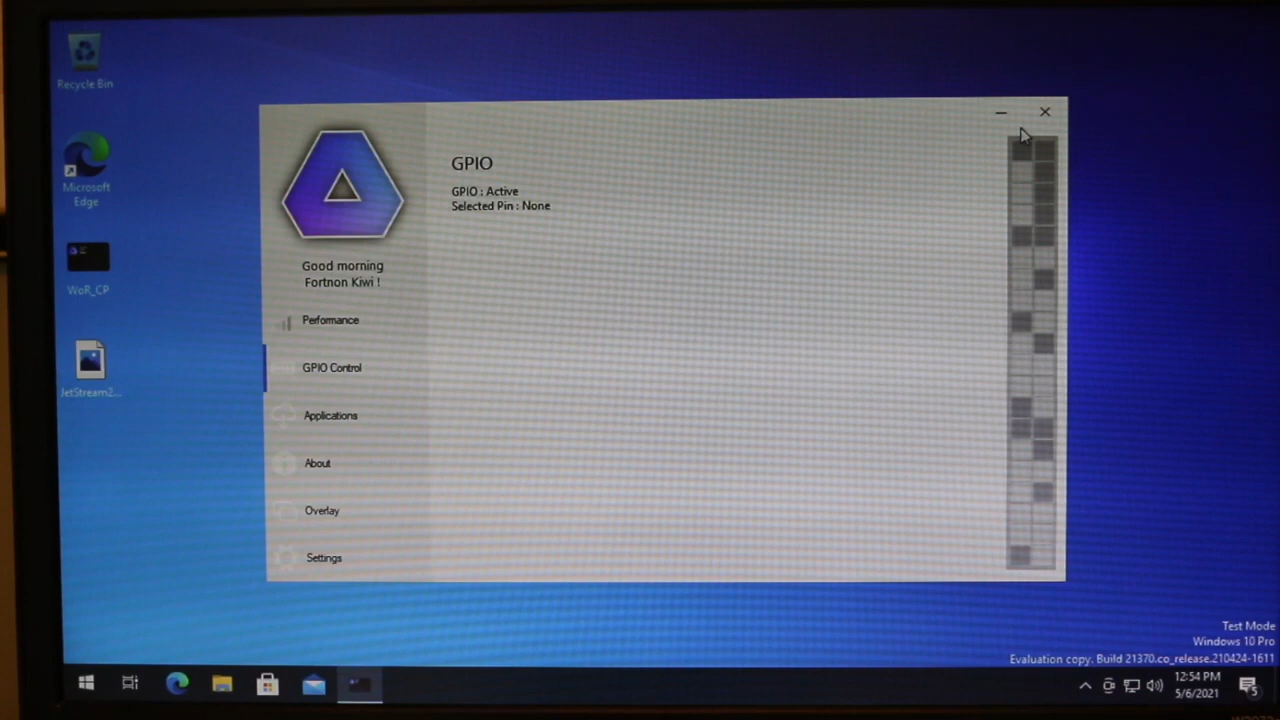 Recycle Bin
Microsoft
Edge
WoR_CP
JetStream2...
GPIO
GPIO : Active
Selected Pin : None
Good morning
Fortnon Kiwi !
Performance
GPIO Control
Applications
About
Overlay
Settings
Test Mode
Windows 10 Pro
Evaluation copy. Build 21370.co_release.210424-1611
12:54 PM
5/6/2021
5